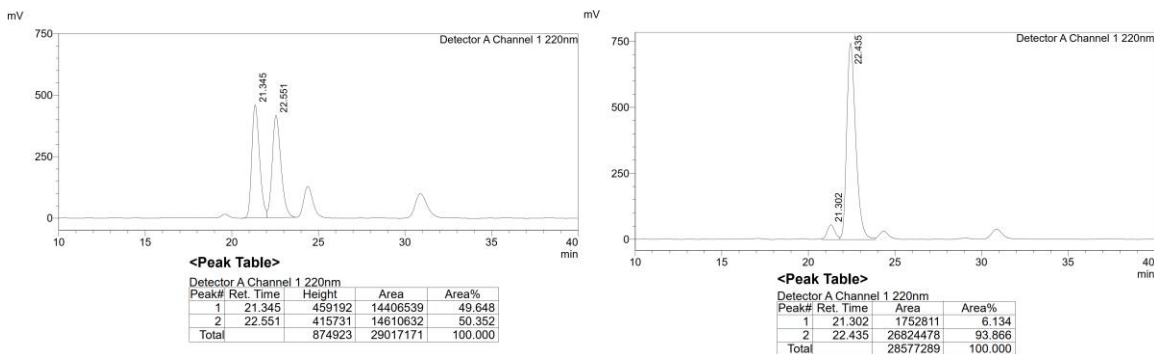 mV
750
Detector A Channel 1 220nm
21.345
22.551
500
250
0
10 15 20 25 30 35 40
min
<Peak Table>
Detector A Channel 1 220nm
Peak# Ret. Time Height Area Area%
1 21.345 459192 14406539 49.648
2 22.551 415731 14610632 50.352
Total 874923 29017171 100.000
mV
750
Detector A Channel 1 220nm
22.435
21.302
500
250
0
10 15 20 25 30 35 40
min
<Peak Table>
Detector A Channel 1 220nm
Peak# Ret. Time Area Area%
1 21.302 1752811 6.134
2 22.435 26824478 93.866
Total 28577289 100.000